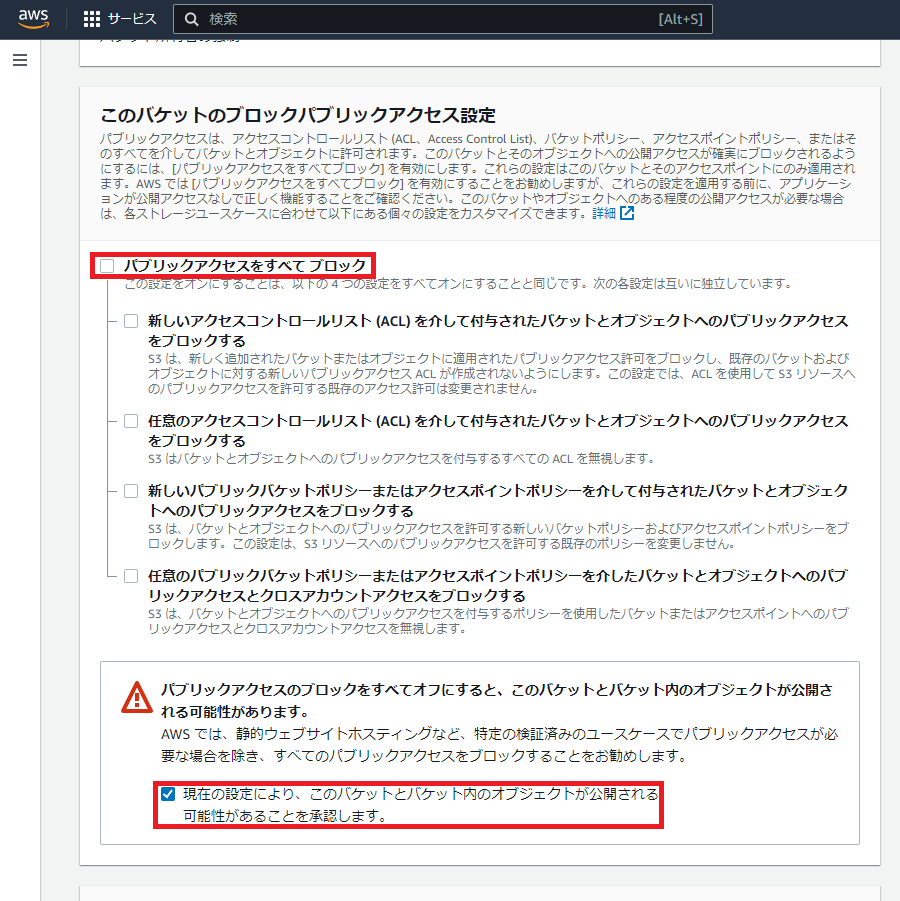 aws
サービス
検索
[Alt+S]
このバケットのブロックパブリックアクセス設定
パブリックアクセスは、アクセスコントロールリスト (ACL、Access Control List)、バケットポリシー、アクセスポイントポリシー、またはそ
のすべてを介してバケットとオブジェクトに許可されます。このバケットとそのオブジェクトへの公開アクセスが確実にブロックされるよう
にするには、[パブリックアクセスをすべてブロック] を有効にします。これらの設定はこのバケットとそのアクセスポイントにのみ適用され
ます。AWS では [パブリックアクセスをすべてブロック] を有効にすることをお勧めしますが、これらの設定を適用する前に、アプリケーシ
ョンが公開アクセスなしで正しく機能することをご確認ください。このバケットやオブジェクトへのある程度の公開アクセスが必要な場合
は、各ストレージユースケースに合わせて以下にある個々の設定をカスタマイズできます。詳細
パブリックアクセスをすべて ブロック
この設定をオンにすることは、以下の 4 つの設定をすべてオンにすることと同じです。次の各設定は互いに独立しています。
新しいアクセスコントロールリスト (ACL) を介して付与されたバケットとオブジェクトへのパブリックアクセス
をブロックする
S3 は、新しく追加されたバケットまたはオブジェクトに適用されたパブリックアクセス許可をブロックし、既存のバケットおよび
オブジェクトに対する新しいパブリックアクセス ACL が作成されないようにします。この設定では、ACL を使用して S3 リソースへ
のパブリックアクセスを許可する既存のアクセス許可は変更されません。
任意のアクセスコントロールリスト (ACL) を介して付与されたバケットとオブジェクトへのパブリックアクセス
をブロックする
S3 はバケットとオブジェクトへのパブリックアクセスを付与するすべての ACL を無視します。
新しいパブリックバケットポリシーまたはアクセスポイントポリシーを介して付与されたバケットとオブジェク
トへのパブリックアクセスをブロックする
S3 は、バケットとオブジェクトへのパブリックアクセスを許可する新しいバケットポリシーおよびアクセスポイントポリシーをブ
ロックします。この設定は、S3 リソースへのパブリックアクセスを許可する既存のポリシーを変更しません。
任意のパブリックバケットポリシーまたはアクセスポイントポリシーを介したバケットとオブジェクトへのパブ
リックアクセスとクロスアカウントアクセスをブロックする
S3 は、バケットとオブジェクトへのパブリックアクセスを付与するポリシーを使用したバケットまたはアクセスポイントへのパブ
リックアクセスとクロスアカウントアクセスを無視します。
パブリックアクセスのブロックをすべてオフにすると、このバケットとバケット内のオブジェクトが公開さ
れる可能性があります。
AWS では、静的ウェブサイトホスティングなど、特定の検証済みのユースケースでパブリックアクセスが必
要な場合を除き、すべてのパブリックアクセスをブロックすることをお勧めします。
現在の設定により、このバケットとバケット内のオブジェクトが公開される
可能性があることを承認します。